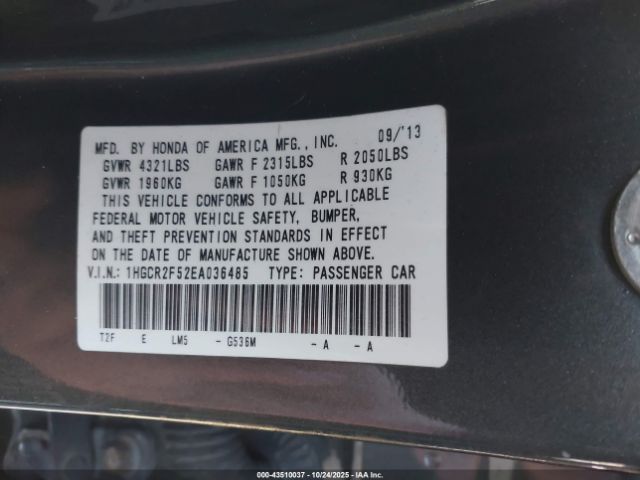 MFD. BY HONDA OF AMERICA MFG., INC. 09/'13
GVWR 4321LBS GAWR F 2315LBS R 2050LBS
GVWR 1960KG GAWR F 1050KG R 930KG
THIS VEHICLE CONFORMS TO ALL APPLICABLE
FEDERAL MOTOR VEHICLE SAFETY, BUMPER,
AND THEFT PREVENTION STANDARDS IN EFFECT
ON THE DATE OF MANUFACTURE SHOWN ABOVE.
V.I.N.: 1HGCR2F52EA036485 TYPE: PASSENGER CAR
T2F E LM5 - G536M - A - A
000-43510037 - 10/24/2025 - IAA Inc.